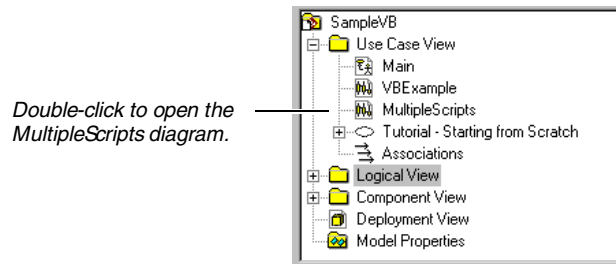 SampleVB
Use Case View
Main
VBExample
MultipleScripts
Tutorial - Starting from Scratch
Associations
Logical View
Component View
Deployment View
Model Properties
Double-click to open the
MultipleScripts diagram.